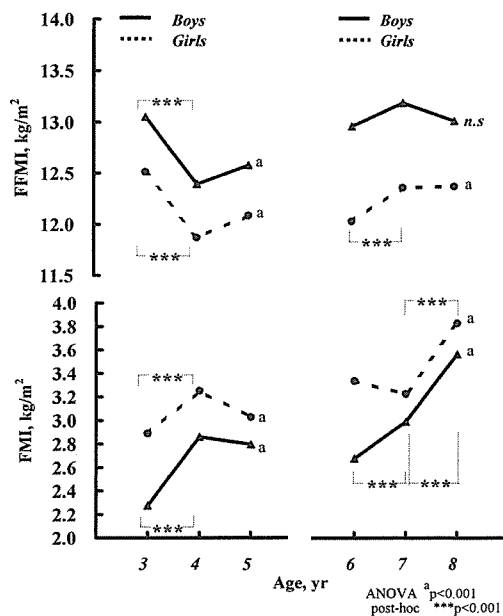 Boys Boys
Girls Girls
14.0
13.5
13.0
12.5
12.0
11.5
FFMI, kg/m²
***
a
a
***
n.s
a
***
4.0
3.6
3.4
3.2
3.0
2.8
2.6
2.4
2.2
2.0
FMI, kg/m²
***
a
a
***
***
a
a
*** ***
3 4 5 6 7 8
Age, yr
ANOVA ᵃp<0.001
post-hoc ***p<0.001